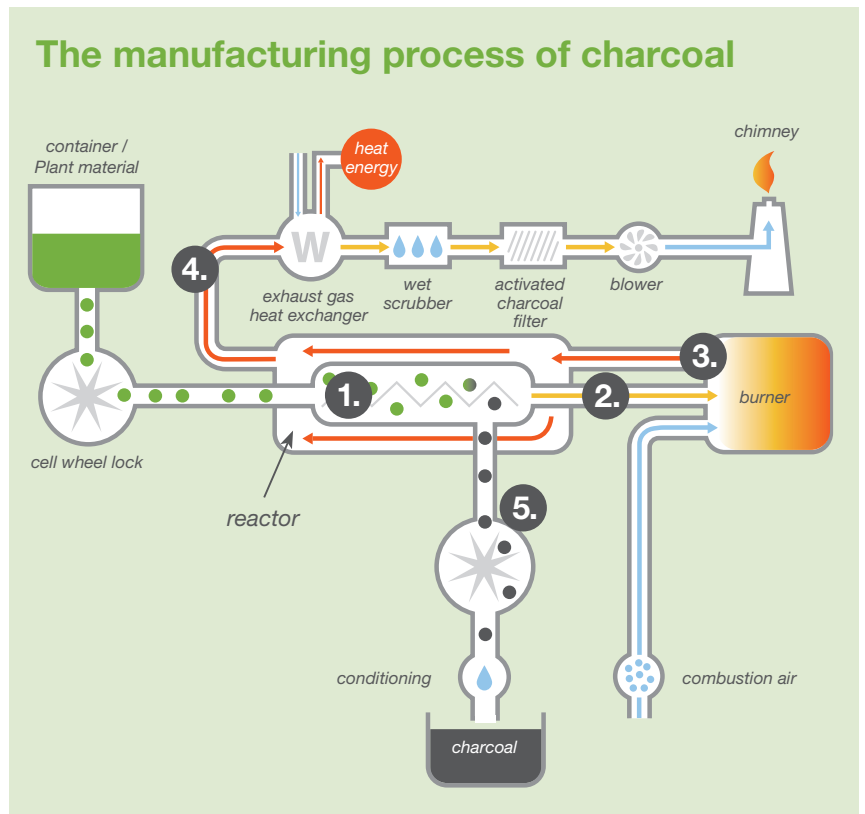 The manufacturing process of charcoal
container /
Plant material
heat
energy
chimney
4.
W
exhaust gas
heat exchanger
wet
scrubber
activated
charcoal
filter
blower
3.
1.
2.
burner
cell wheel lock
reactor
5.
conditioning
combustion air
charcoal